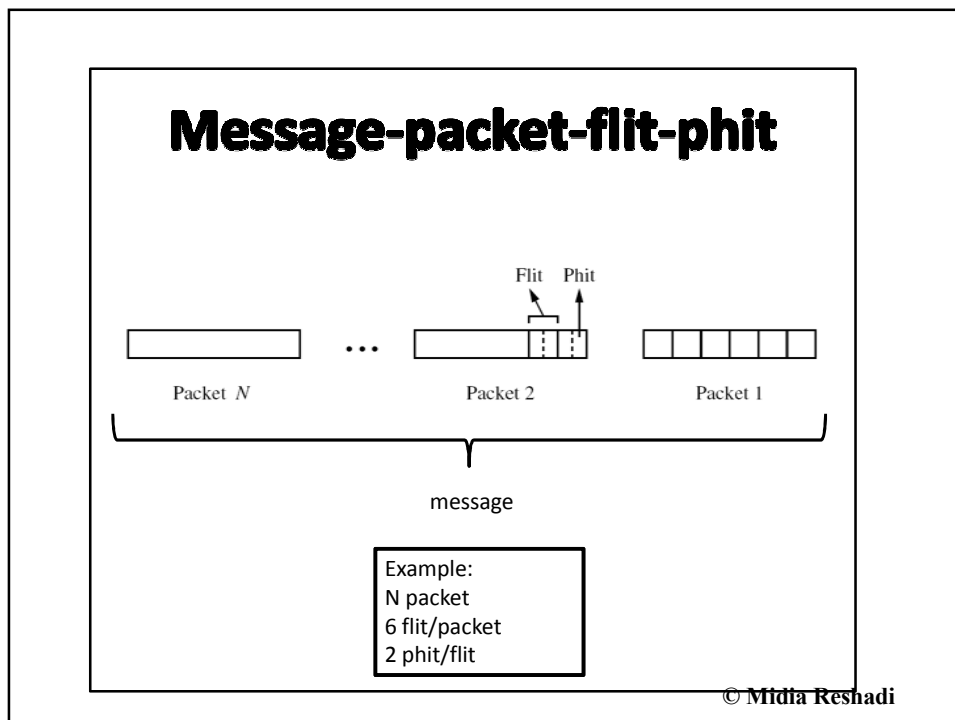 Message-packet-flit-phit
Flit Phit
...
Packet N Packet 2 Packet 1
message
Example:
N packet
6 flit/packet
2 phit/flit
© Midia Reshadi